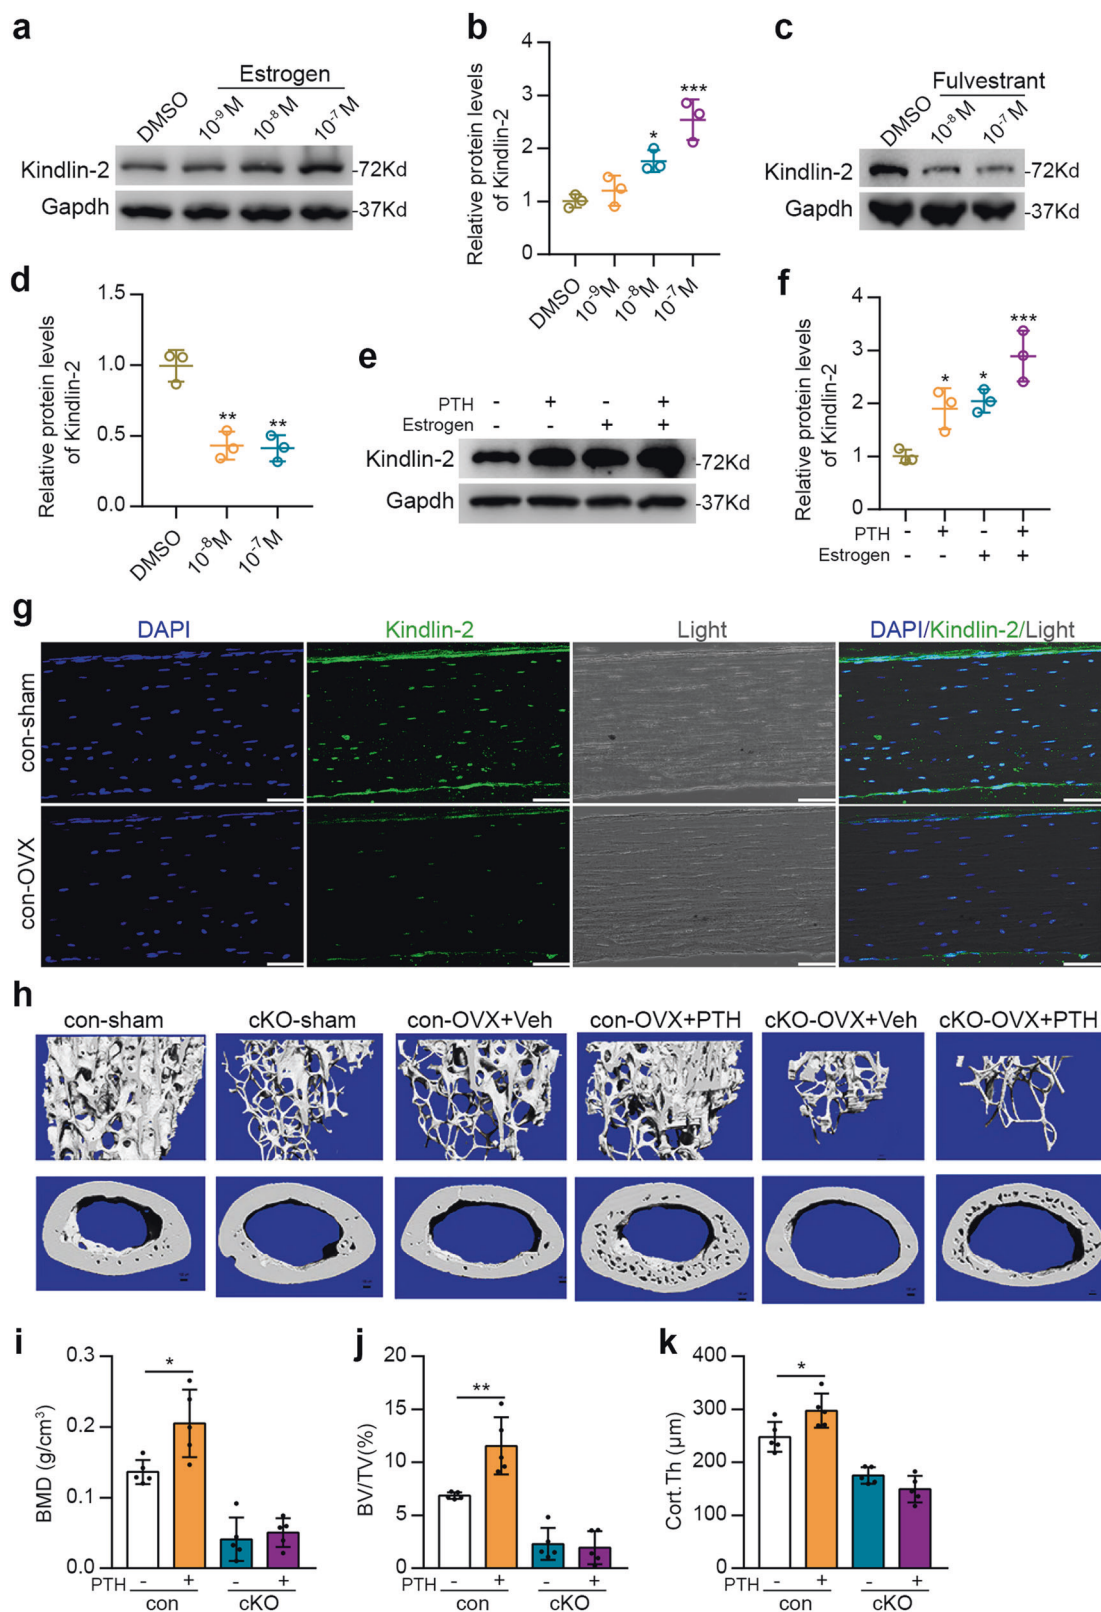 a
Estrogen
DMSO
10⁻⁹M
10⁻⁸M
10⁻⁷M
Kindlin-2
-72Kd
Gapdh
-37Kd
b
Relative protein levels
of Kindlin-2
4
3
2
1
0
*
***
DMSO
10⁻⁹M
10⁻⁸M
10⁻⁷M
c
Fulvestrant
DMSO
10⁻⁸M
10⁻⁷M
Kindlin-2
-72Kd
Gapdh
-37Kd
d
Relative protein levels
of Kindlin-2
1.5
1.0
0.5
0.0
**
**
DMSO
10⁻⁸M
10⁻⁷M
e
PTH - + - +
Estrogen - - + +
Kindlin-2
-72Kd
Gapdh
-37Kd
f
Relative protein levels
of Kindlin-2
4
3
2
1
0
*
*
***
PTH - + - +
Estrogen - - + +
g
DAPI
Kindlin-2
Light
DAPI/Kindlin-2/Light
con-sham
con-OVX
h
con-sham
cKO-sham
con-OVX+Veh
con-OVX+PTH
cKO-OVX+Veh
cKO-OVX+PTH
i
BMD (g/cm³)
0.3
0.2
0.1
0.0
*
PTH - + - +
con cKO
j
BV/TV(%)
20
15
10
5
0
**
PTH - + - +
con cKO
k
Cort.Th (μm)
400
300
200
100
0
*
PTH - + - +
con cKO